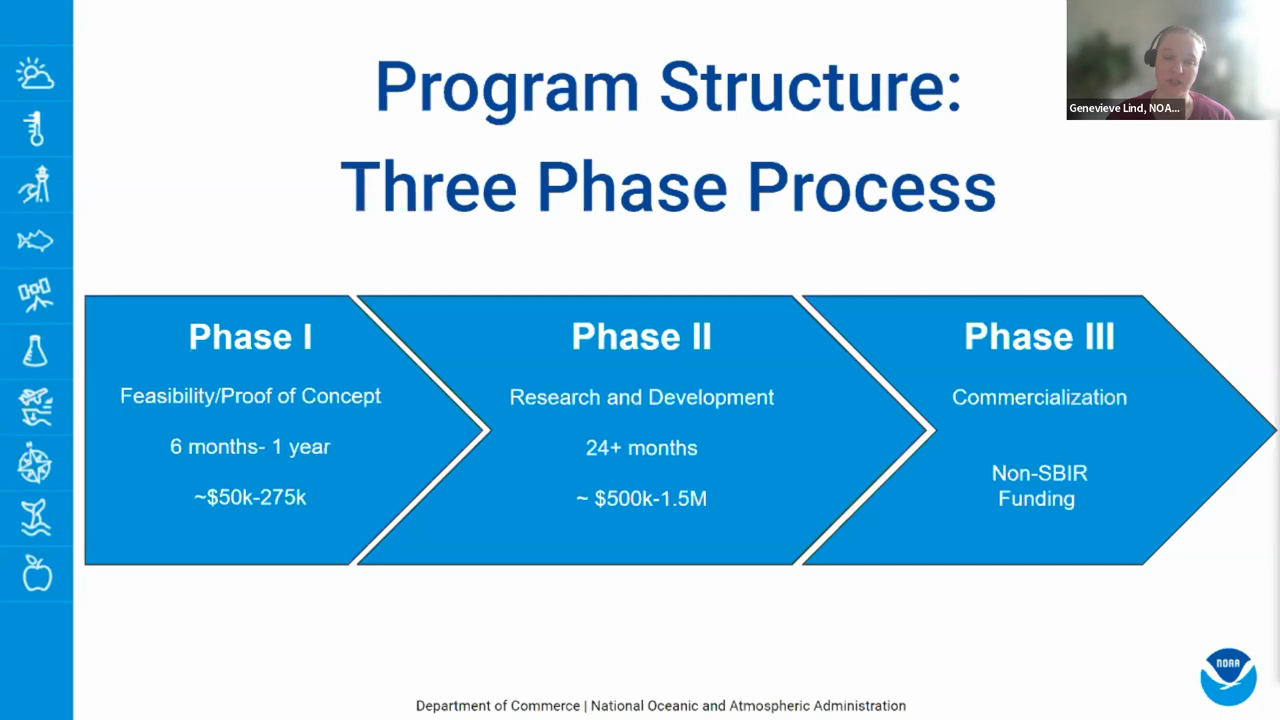 Program Structure:
Three Phase Process
Genevieve Lind, NOA...
Phase I
Feasibility/Proof of Concept
6 months- 1 year
~$50k-275k
Phase II
Research and Development
24+ months
~ $500k-1.5M
Phase III
Commercialization
Non-SBIR
Funding
NOAA
Department of Commerce | National Oceanic and Atmospheric Administration